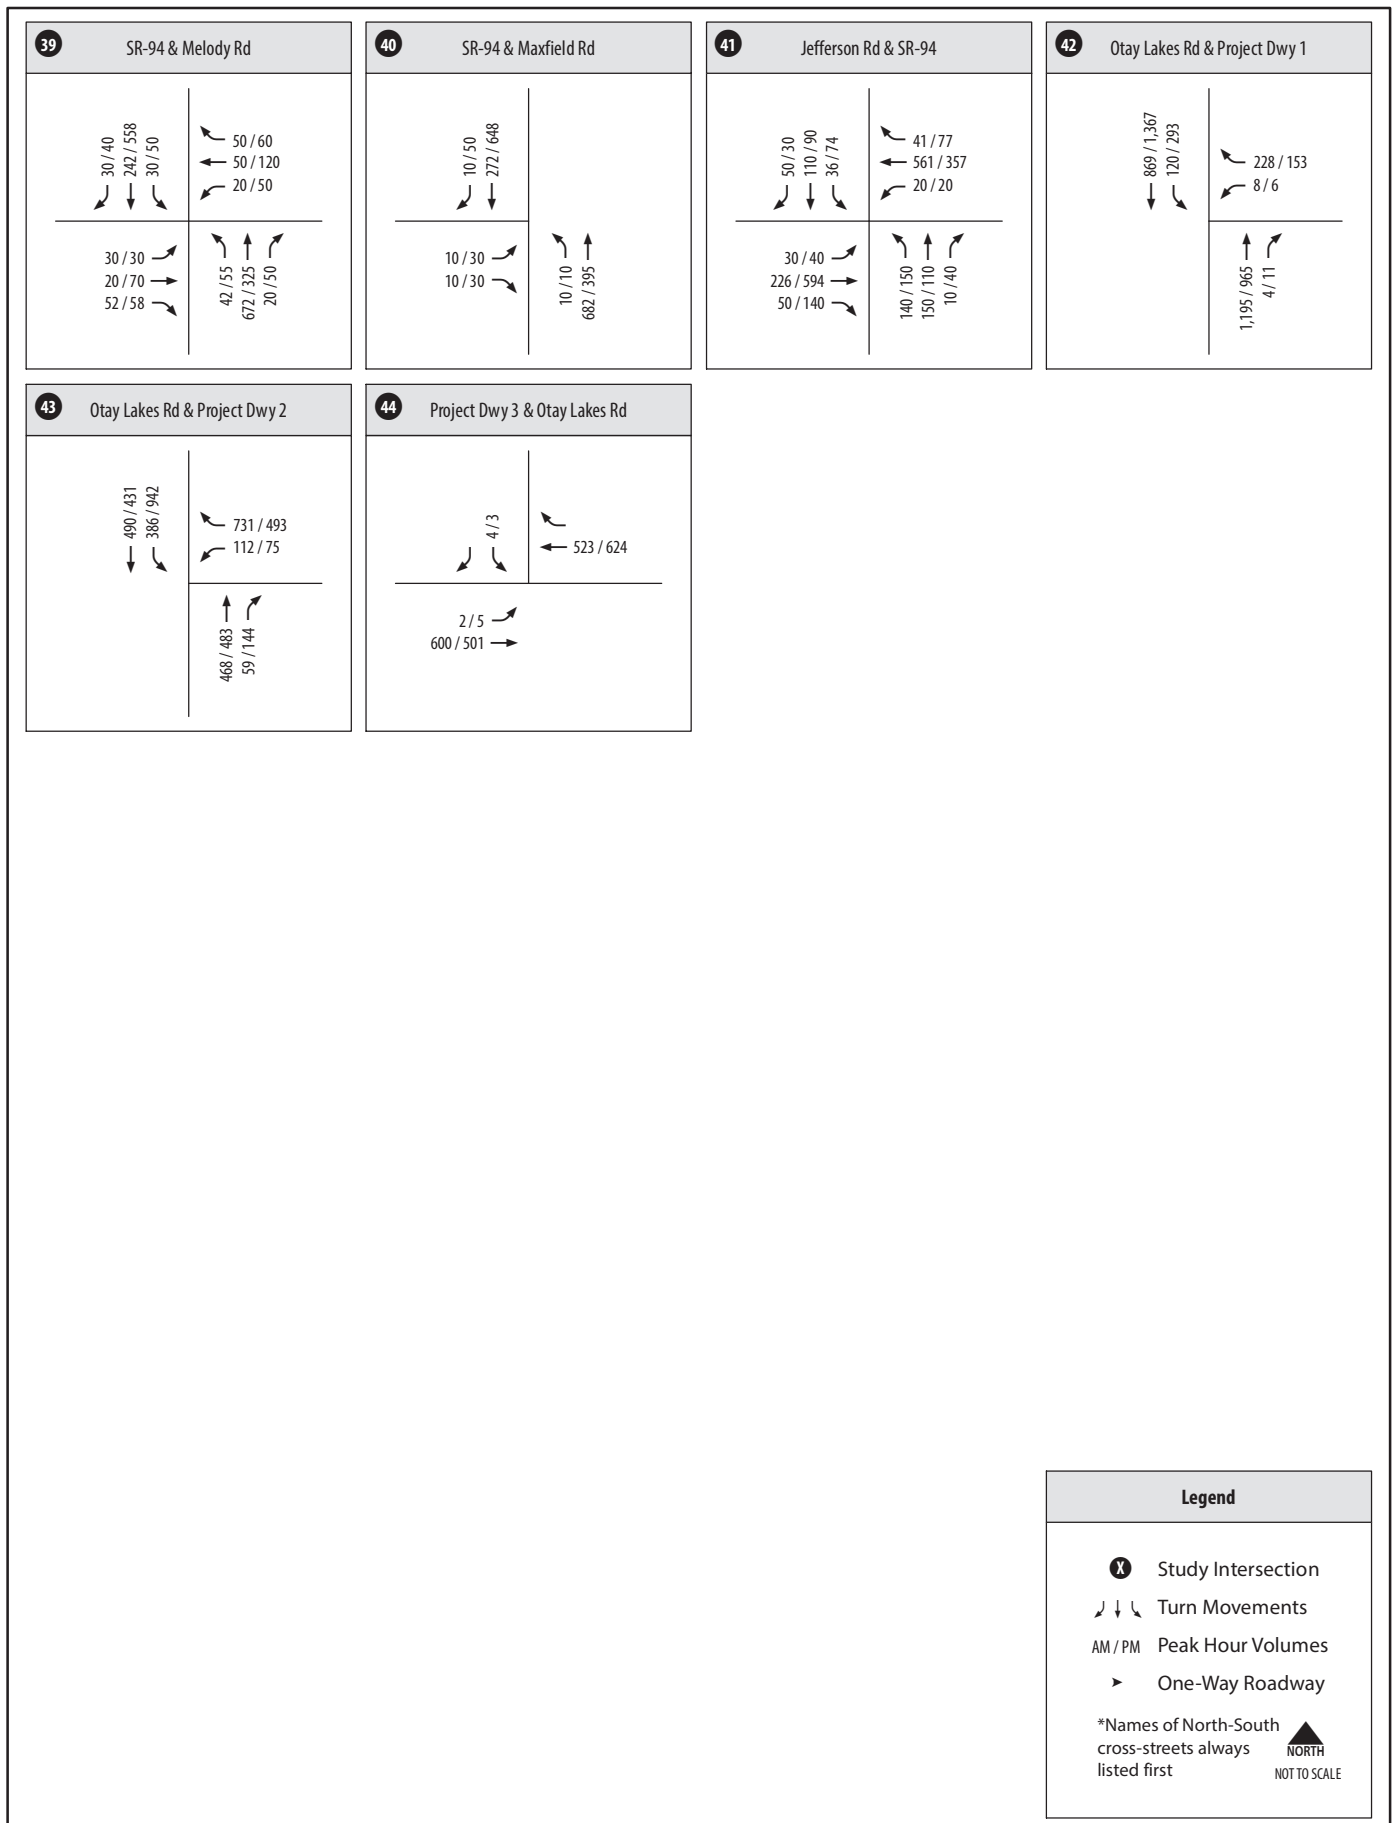 39
SR-94 & Melody Rd
30 / 40
242 / 558
30 / 50
50 / 60
50 / 120
20 / 50
30 / 30
20 / 70
52 / 58
42 / 55
672 / 325
20 / 50
40
SR-94 & Maxfield Rd
10 / 50
272 / 648
10 / 30
10 / 30
10 / 10
682 / 395
41
Jefferson Rd & SR-94
50 / 30
110 / 90
36 / 74
41 / 77
561 / 357
20 / 20
30 / 40
226 / 594
50 / 140
140 / 150
150 / 110
10 / 40
42
Otay Lakes Rd & Project Dwy 1
869 / 1,367
120 / 293
228 / 153
8 / 6
1,195 / 965
4 / 11
43
Otay Lakes Rd & Project Dwy 2
490 / 431
386 / 942
731 / 493
112 / 75
468 / 483
59 / 144
44
Project Dwy 3 & Otay Lakes Rd
4 / 3
523 / 624
2 / 5
600 / 501
Legend
X Study Intersection
Turn Movements
AM / PM Peak Hour Volumes
One-Way Roadway
*Names of North-South
cross-streets always
listed first
NORTH
NOT TO SCALE